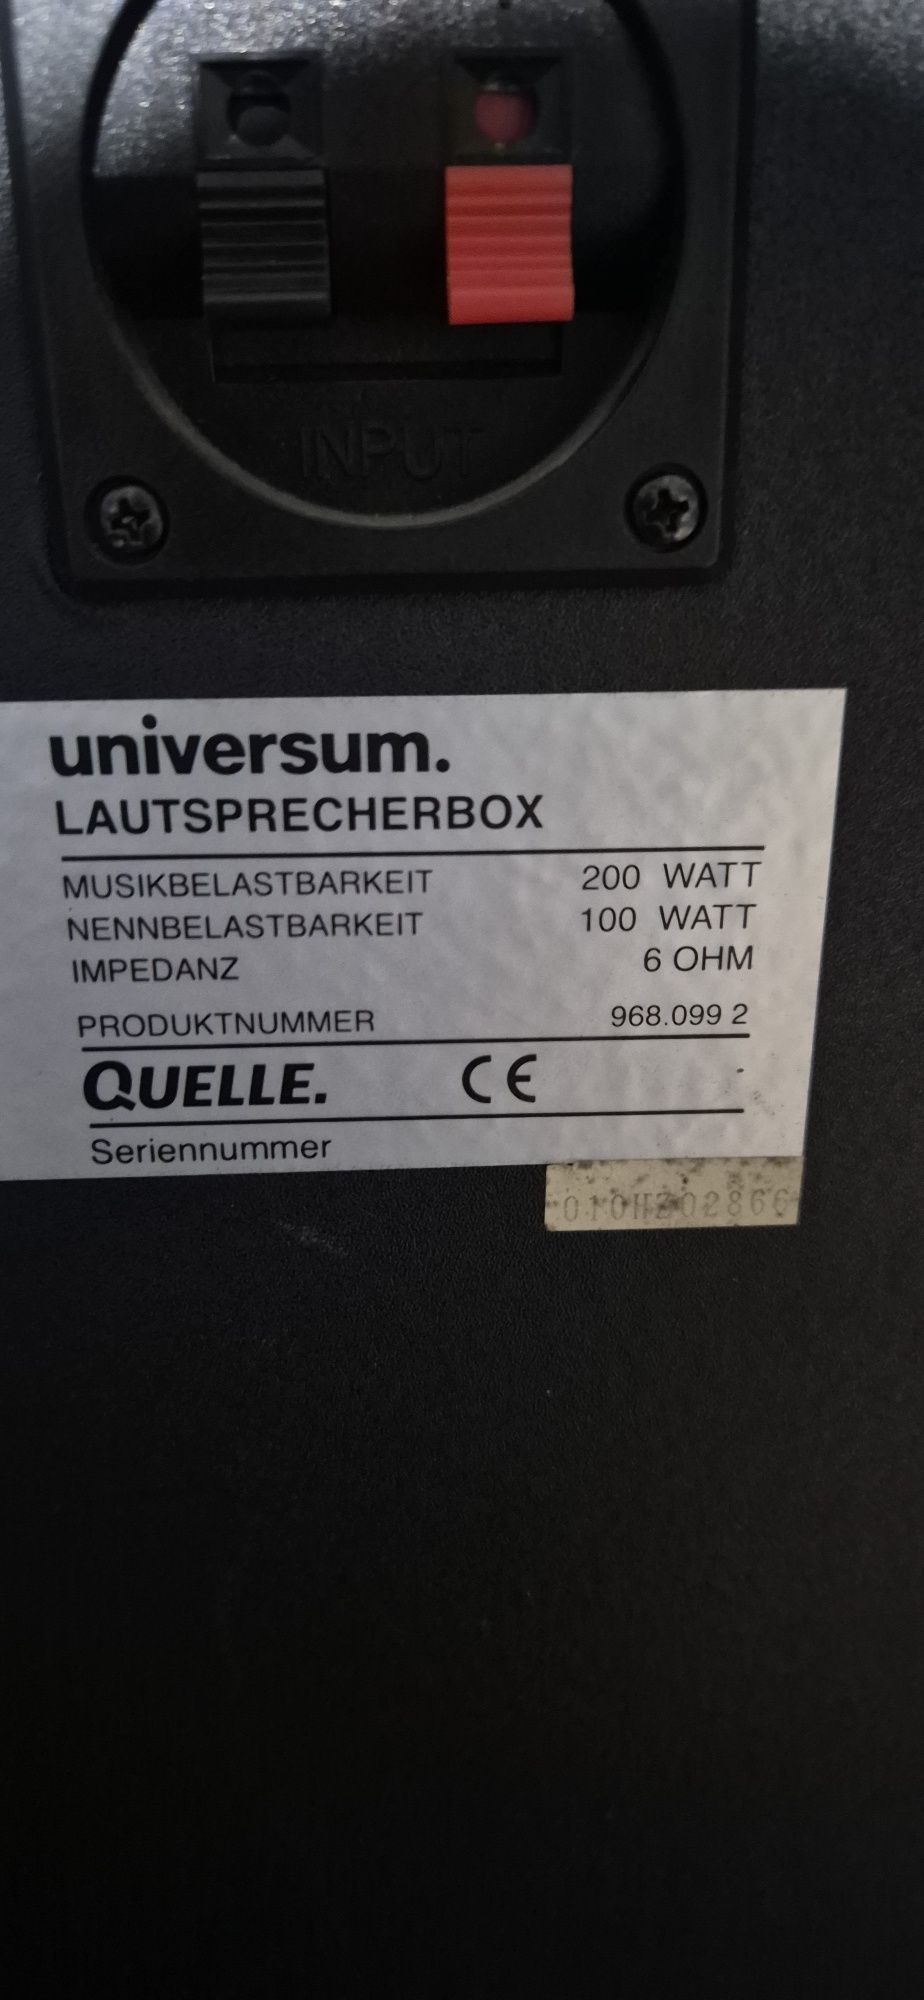 INPUT
universum.
LAUTSPRECHERBOX
MUSIKBELASTBARKEIT 200 WATT
NENNBELASTBARKEIT 100 WATT
IMPEDANZ 6 OHM
PRODUKTNUMMER 968.099 2
QUELLE. CE
Seriennummer